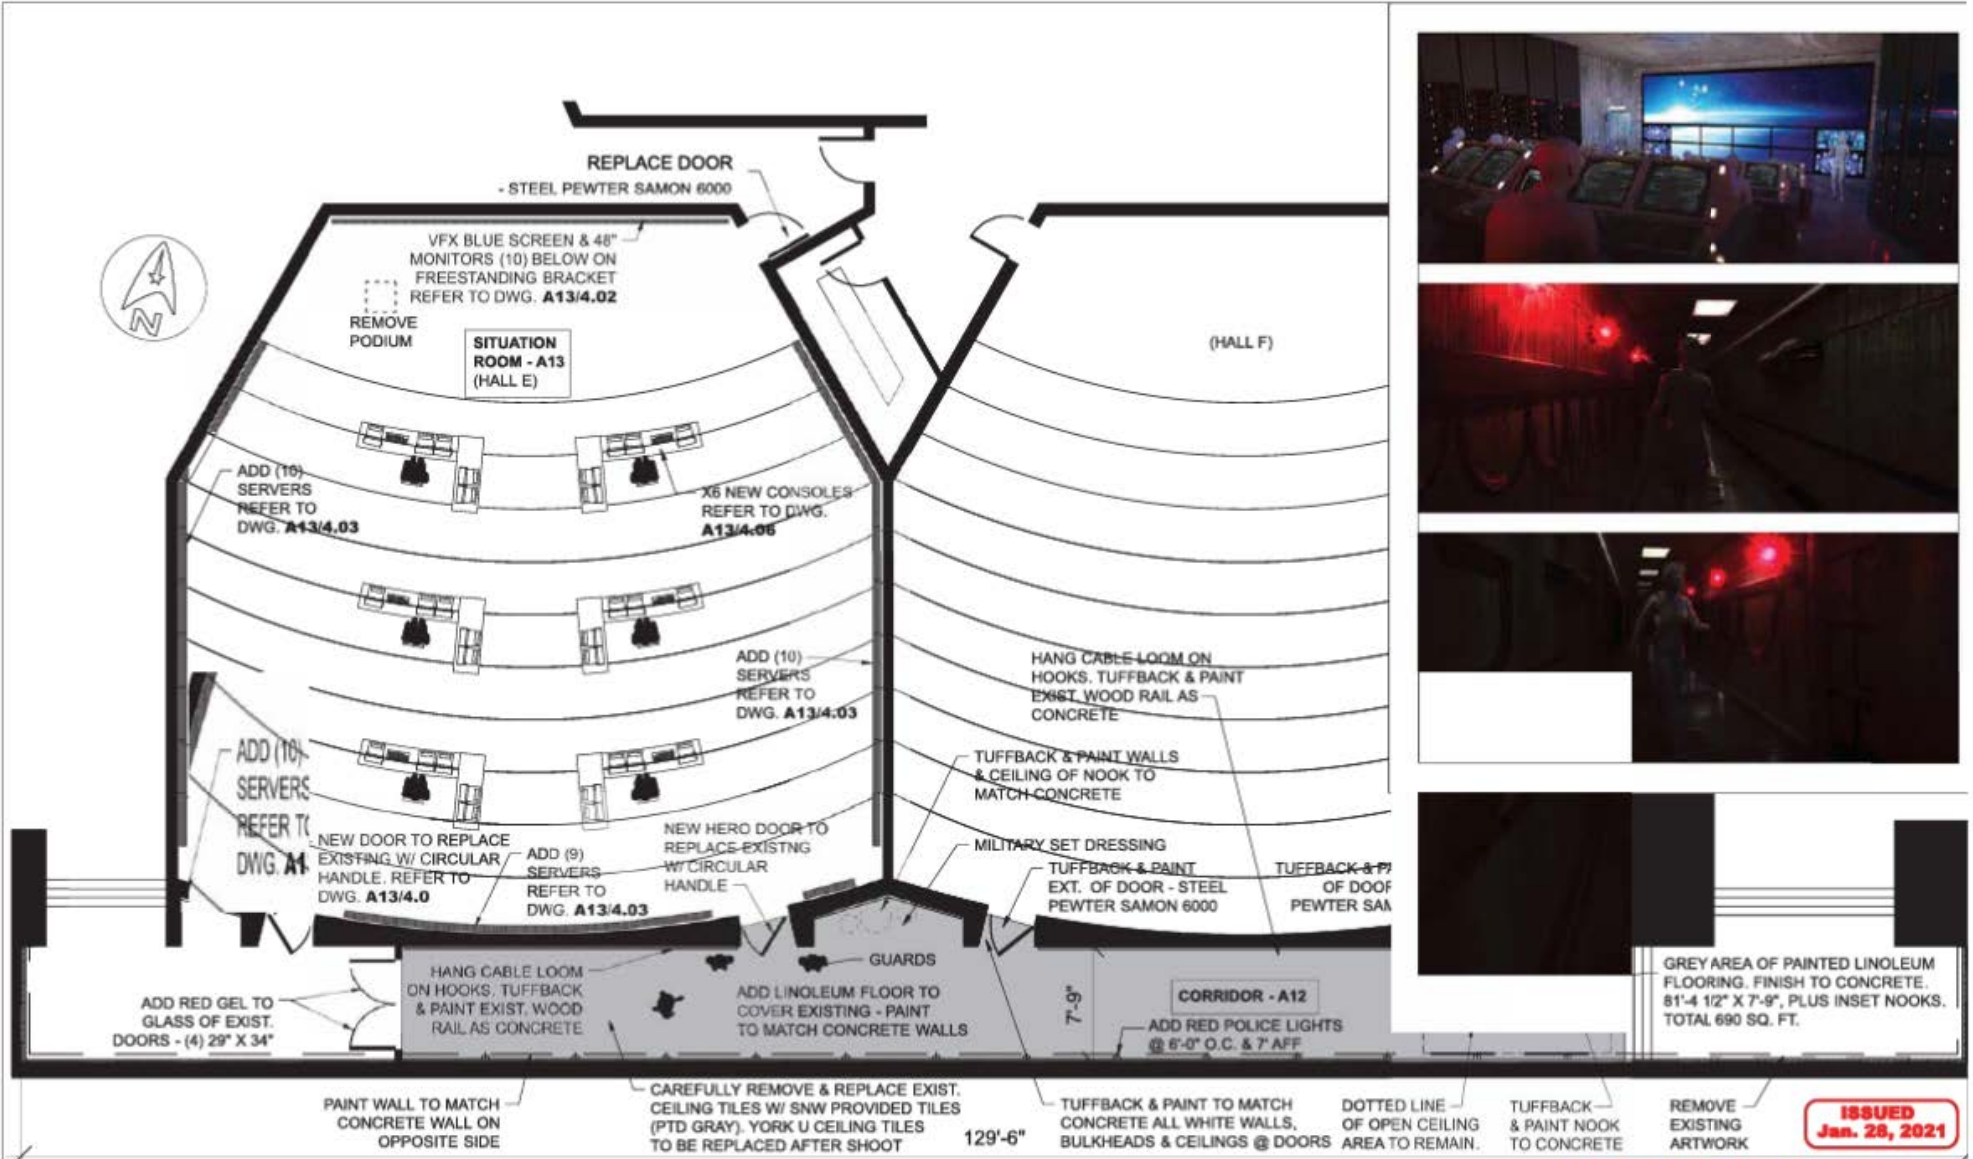 REPLACE DOOR
- STEEL PEWTER SAMON 6000
VFX BLUE SCREEN & 48"
MONITORS (10) BELOW ON
FREESTANDING BRACKET
REFER TO DWG. A13/4.02
N
REMOVE
PODIUM
SITUATION
ROOM - A13
(HALL E)
(HALL F)
ADD (10)
SERVERS
REFER TO
DWG. A13/4.03
X6 NEW CONSOLES
REFER TO DWG.
A13/4.06
ADD (10)
SERVERS
REFER TO
DWG. A13/4.03
HANG CABLE LOOM ON
HOOKS. TUFFBACK & PAINT
EXIST. WOOD RAIL AS
CONCRETE
ADD (10)
SERVERS
REFER TO
DWG. A1
TUFFBACK & PAINT WALLS
& CEILING OF NOOK TO
MATCH CONCRETE
NEW DOOR TO REPLACE
EXISTING W/ CIRCULAR
HANDLE. REFER TO
DWG. A13/4.0
ADD (9)
SERVERS
REFER TO
DWG. A13/4.03
NEW HERO DOOR TO
REPLACE EXISTNG
W/ CIRCULAR
HANDLE
MILITARY SET DRESSING
TUFFBACK & PAINT
EXT. OF DOOR - STEEL
PEWTER SAMON 6000
TUFFBACK & PA
OF DOOR
PEWTER SAM
HANG CABLE LOOM
ON HOOKS. TUFFBACK
& PAINT EXIST. WOOD
RAIL AS CONCRETE
GUARDS
ADD LINOLEUM FLOOR TO
COVER EXISTING - PAINT
TO MATCH CONCRETE WALLS
7'-9"
CORRIDOR - A12
ADD RED POLICE LIGHTS
@ 6'-0" O.C. & 7' AFF
GREY AREA OF PAINTED LINOLEUM
FLOORING. FINISH TO CONCRETE.
81'-4 1/2" X 7'-9", PLUS INSET NOOKS.
TOTAL 690 SQ. FT.
ADD RED GEL TO
GLASS OF EXIST.
DOORS - (4) 29" X 34"
PAINT WALL TO MATCH
CONCRETE WALL ON
OPPOSITE SIDE
CAREFULLY REMOVE & REPLACE EXIST.
CEILING TILES W/ SNW PROVIDED TILES
(PTD GRAY). YORK U CEILING TILES
TO BE REPLACED AFTER SHOOT
129'-6"
TUFFBACK & PAINT TO MATCH
CONCRETE ALL WHITE WALLS,
BULKHEADS & CEILINGS @ DOORS
DOTTED LINE
OF OPEN CEILING
AREA TO REMAIN.
TUFFBACK
& PAINT NOOK
TO CONCRETE
REMOVE
EXISTING
ARTWORK
ISSUED
Jan. 28, 2021